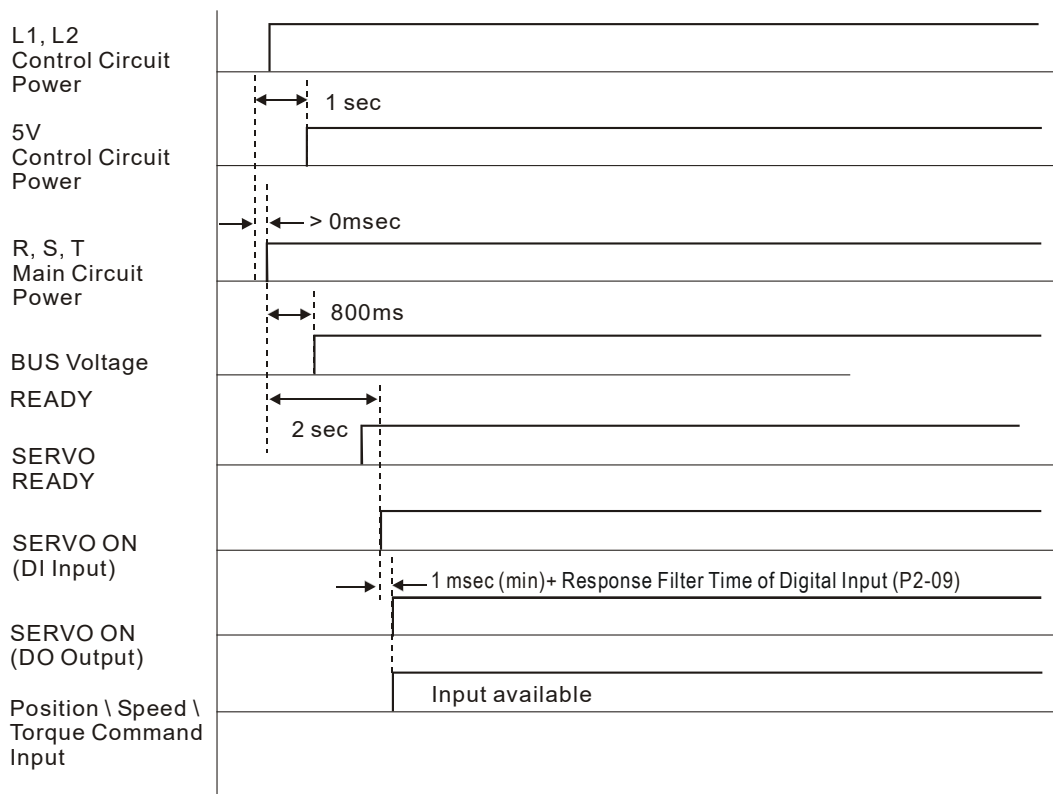 L1, L2
Control Circuit
Power
1 sec
5V
Control Circuit
Power
> 0msec
R, S, T
Main Circuit
Power
800ms
BUS Voltage
READY
2 sec
SERVO
READY
SERVO ON
(DI Input)
1 msec (min)+ Response Filter Time of Digital Input (P2-09)
SERVO ON
(DO Output)
Input available
Position \ Speed \
Torque Command
Input